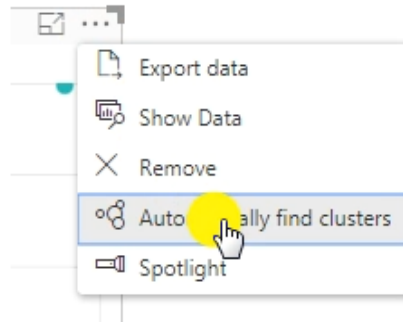 Export data
Show Data
Remove
Auto ally find clusters
Spotlight